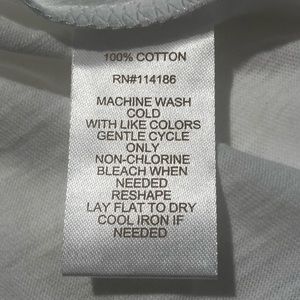 100% COTTON
RN#114186
MACHINE WASH
COLD
WITH LIKE COLORS
GENTLE CYCLE
ONLY
NON-CHLORINE
BLEACH WHEN
NEEDED
RESHAPE
LAY FLAT TO DRY
COOL IRON IF
NEEDED